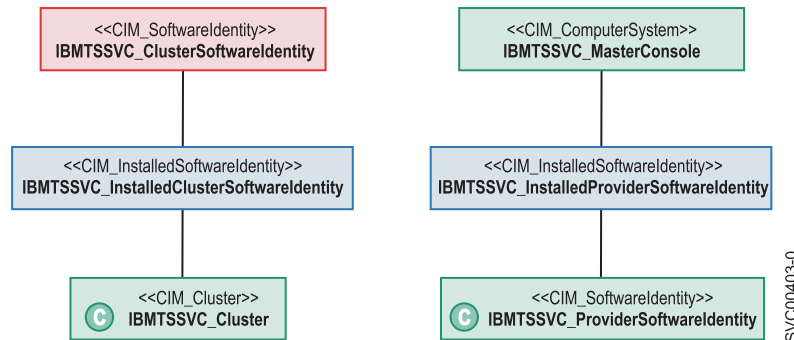 <<CIM_SoftwareIdentity>>
IBMTSSVC_ClusterSoftwareIdentity
<<CIM_InstalledSoftwareIdentity>>
IBMTSSVC_InstalledClusterSoftwareIdentity
<<CIM_Cluster>>
C
IBMTSSVC_Cluster
<<CIM_ComputerSystem>>
IBMTSSVC_MasterConsole
<<CIM_InstalledSoftwareIdentity>>
IBMTSSVC_InstalledProviderSoftwareIdentity
<<CIM_SoftwareIdentity>>
C
IBMTSSVC_ProviderSoftwareIdentity
SVC00403-0